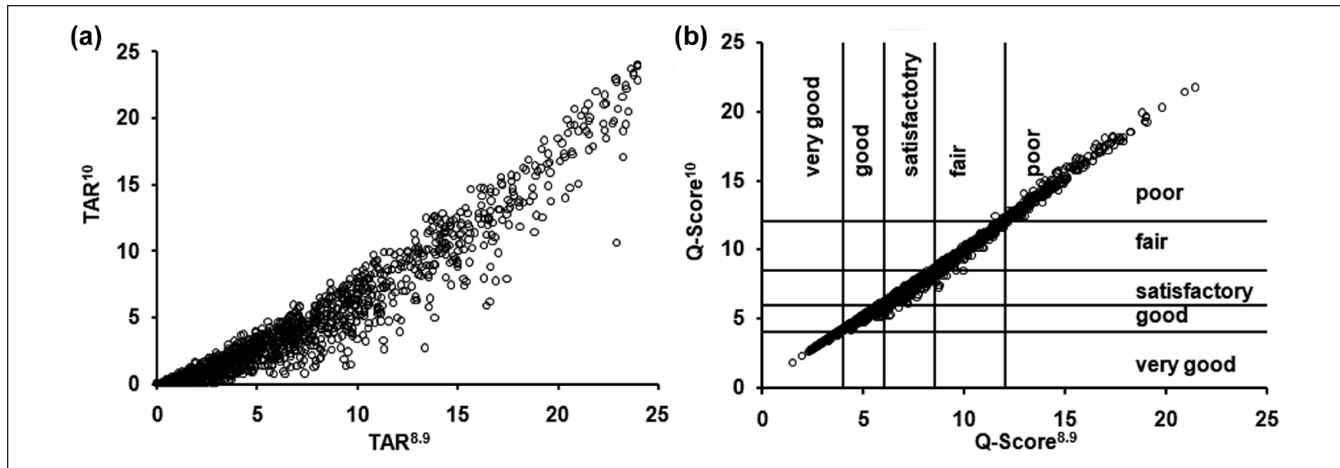 (a)
25
20
15
10
5
0
TAR¹⁰
0 5 10 15 20 25
TAR⁸·⁹
(b)
25
20
15
10
5
0
Q-Score¹⁰
very good
good
satisfactotry
fair
poor
poor
fair
satisfactory
good
very good
0 5 10 15 20 25
Q-Score⁸·⁹